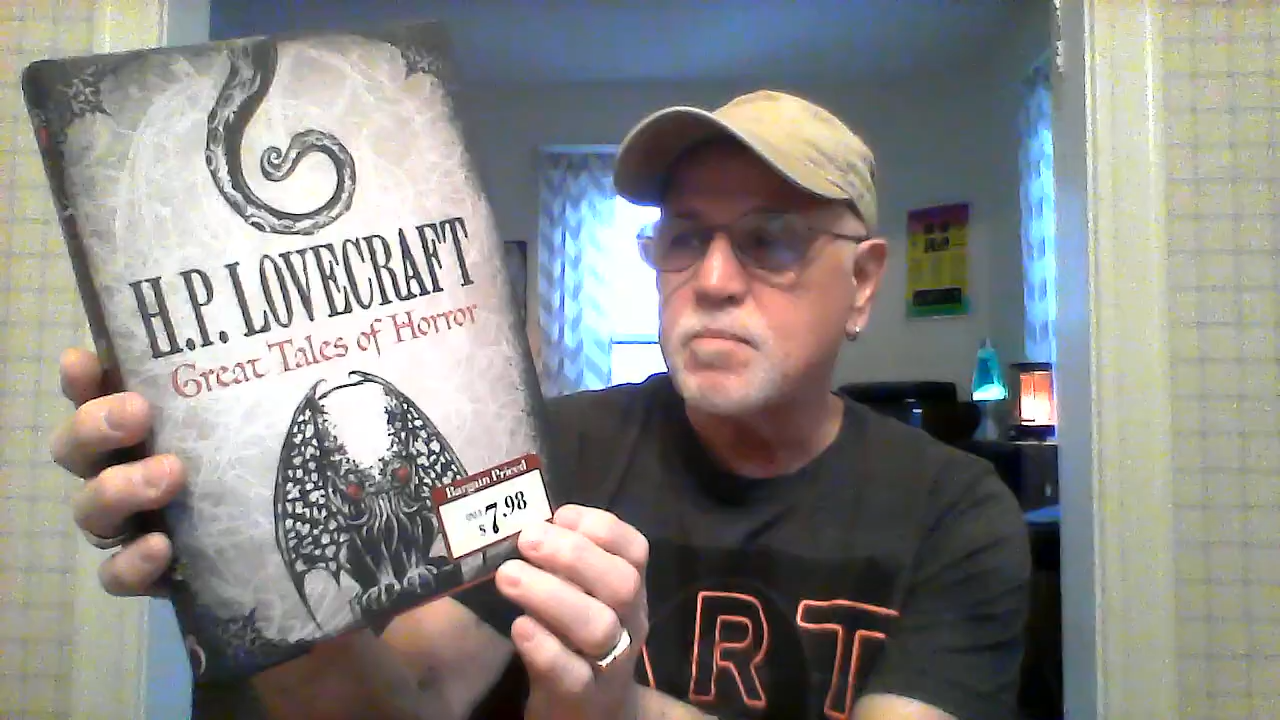 H.P. LOVECRAFT
Great Tales of Horror
Bargain Priced
ONLY
$7.98
ART